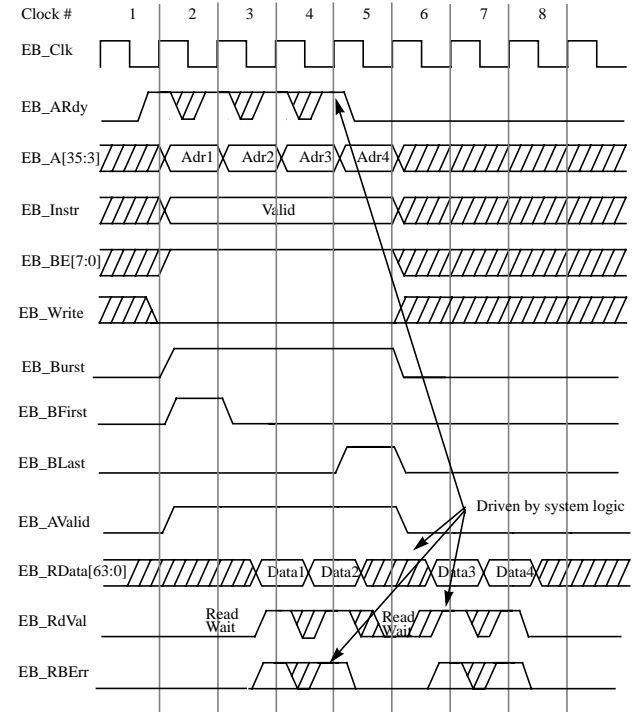 Clock # 1 2 3 4 5 6 7 8
EB_Clk
EB_ARdy
EB_A[35:3] Adr1 Adr2 Adr3 Adr4
EB_Instr Valid
EB_BE[7:0]
EB_Write
EB_Burst
EB_BFirst
EB_BLast
Driven by system logic
EB_AValid
EB_RData[63:0] Data1 Data2 Data3 Data4
EB_RdVal Read Wait Read Wait
EB_RBErr